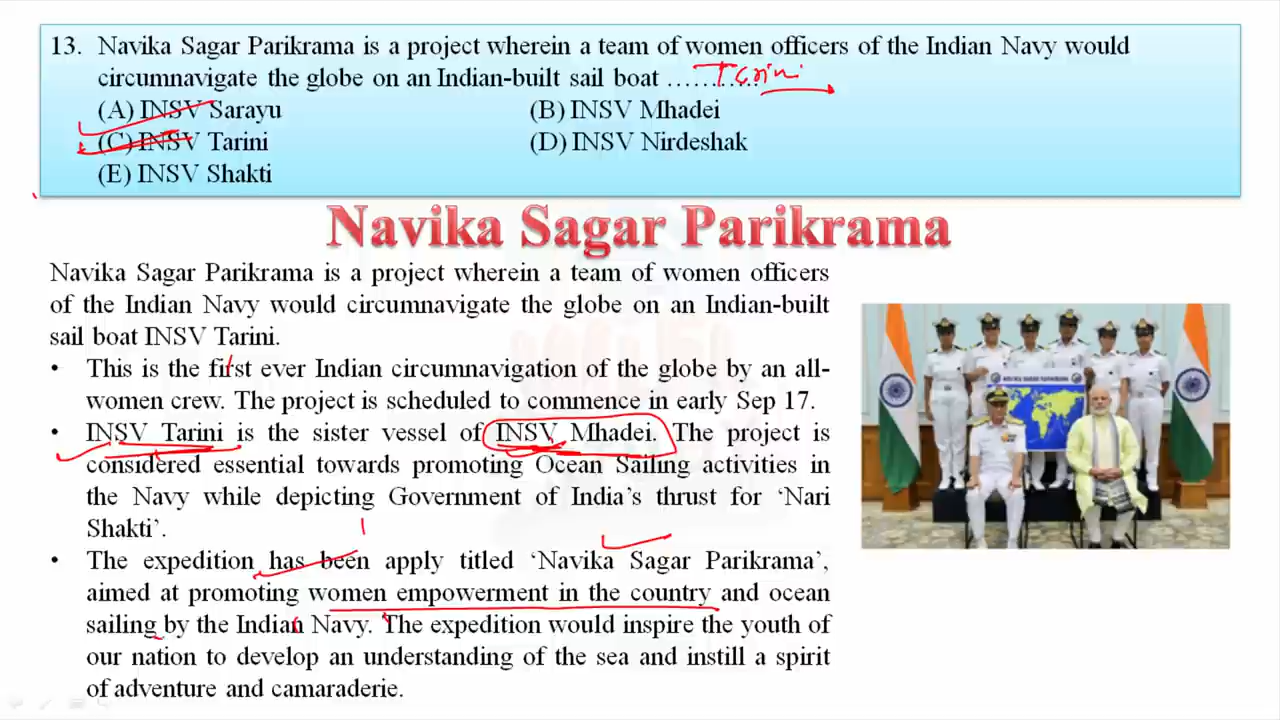 13. Navika Sagar Parikrama is a project wherein a team of women officers of the Indian Navy would
circumnavigate the globe on an Indian-built sail boat ............
Tarini
(A) INSV Sarayu (B) INSV Mhadei
(C) INSV Tarini (D) INSV Nirdeshak
(E) INSV Shakti
Navika Sagar Parikrama
Navika Sagar Parikrama is a project wherein a team of women officers
of the Indian Navy would circumnavigate the globe on an Indian-built
sail boat INSV Tarini.
• This is the first ever Indian circumnavigation of the globe by an all-
women crew. The project is scheduled to commence in early Sep 17.
• INSV Tarini is the sister vessel of INSV Mhadei. The project is
considered essential towards promoting Ocean Sailing activities in
the Navy while depicting Government of India’s thrust for ‘Nari
Shakti’.
• The expedition has been apply titled ‘Navika Sagar Parikrama’,
aimed at promoting women empowerment in the country and ocean
sailing by the Indian Navy. The expedition would inspire the youth of
our nation to develop an understanding of the sea and instill a spirit
of adventure and camaraderie.
NAVIKA SAGAR PARIKRAMA